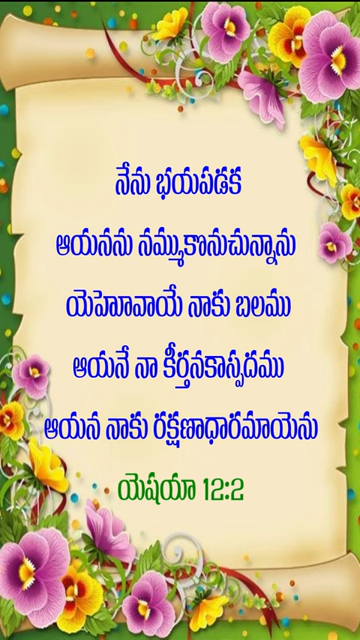 నేను భయపడక
ఆయనను నమ్ముకొనుచున్నాను
యెహూవాయే నాకు బలము
ఆయనే నా కీర్తనకాస్పదము
ఆయన నాకు రక్షణాధారమాయెను
యెషయా 12:2